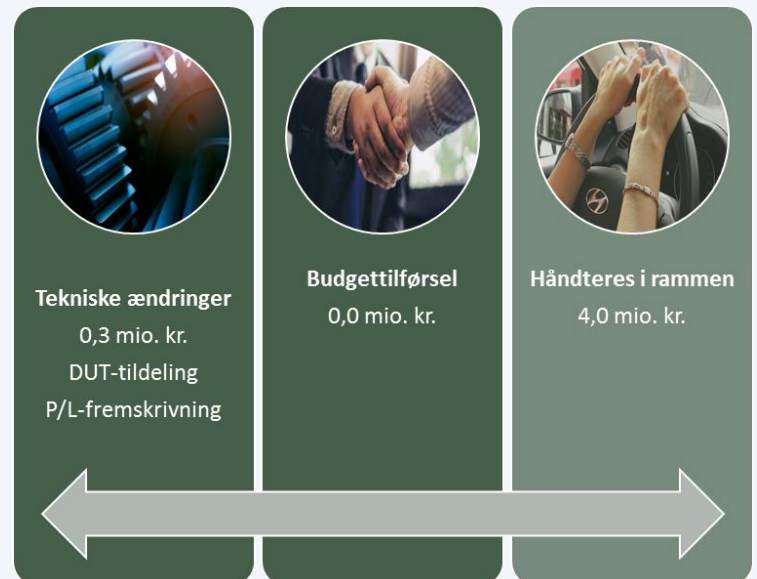 Tekniske ændringer
0,3 mio. kr.
DUT-tildeling
P/L-fremskrivning
Budgettilførsel
0,0 mio. kr.
Håndteres i rammen
4,0 mio. kr.